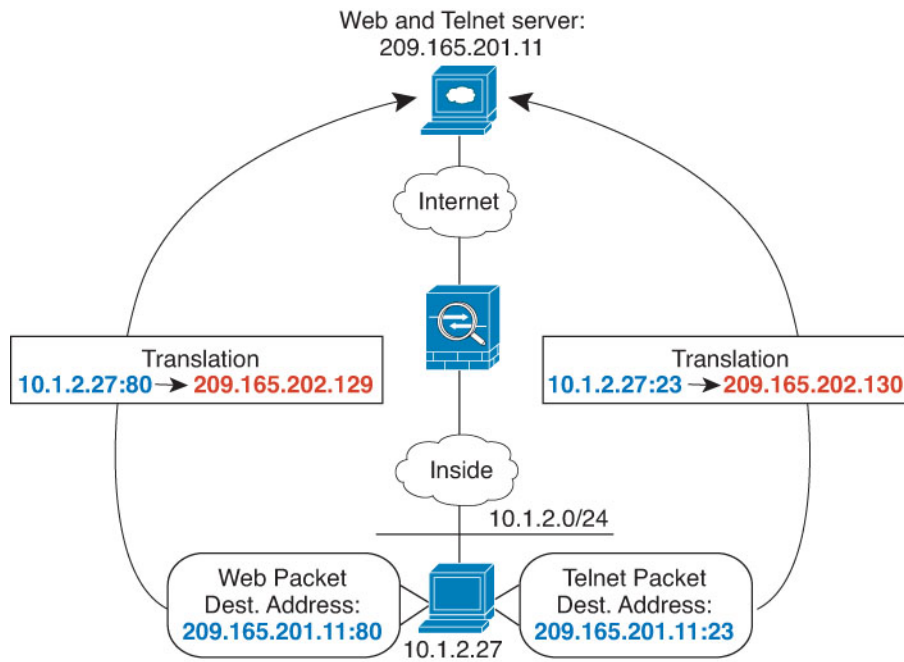 Web and Telnet server:
209.165.201.11
Internet
Translation
10.1.2.27:80 → 209.165.202.129
Translation
10.1.2.27:23 → 209.165.202.130
Inside
10.1.2.0/24
Web Packet
Dest. Address:
209.165.201.11:80
Telnet Packet
Dest. Address:
209.165.201.11:23
10.1.2.27